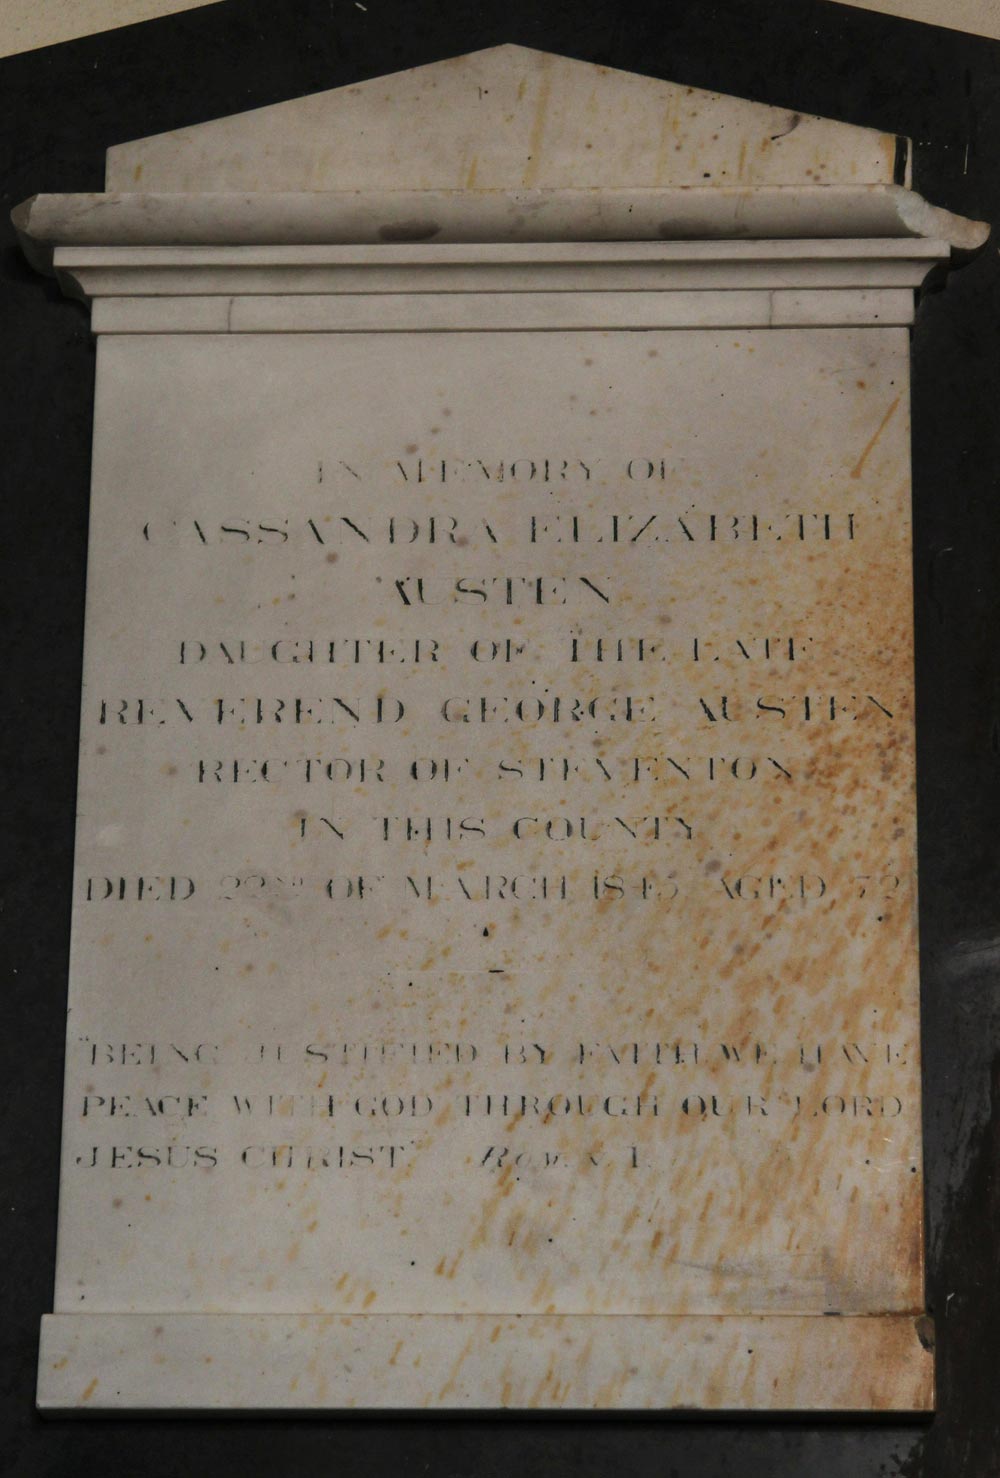 IN MEMORY OF
CASSANDRA ELIZABETH
AUSTEN
DAUGHTER OF THE LATE
REVEREND GEORGE AUSTEN
RECTOR OF STEVENTON
IN THIS COUNTY
DIED 22ND OF MARCH 1845 AGED 72
"BEING JUSTIFIED BY FAITH, WE HAVE
PEACE WITH GOD THROUGH OUR LORD
JESUS CHRIST" Rom. v. I.